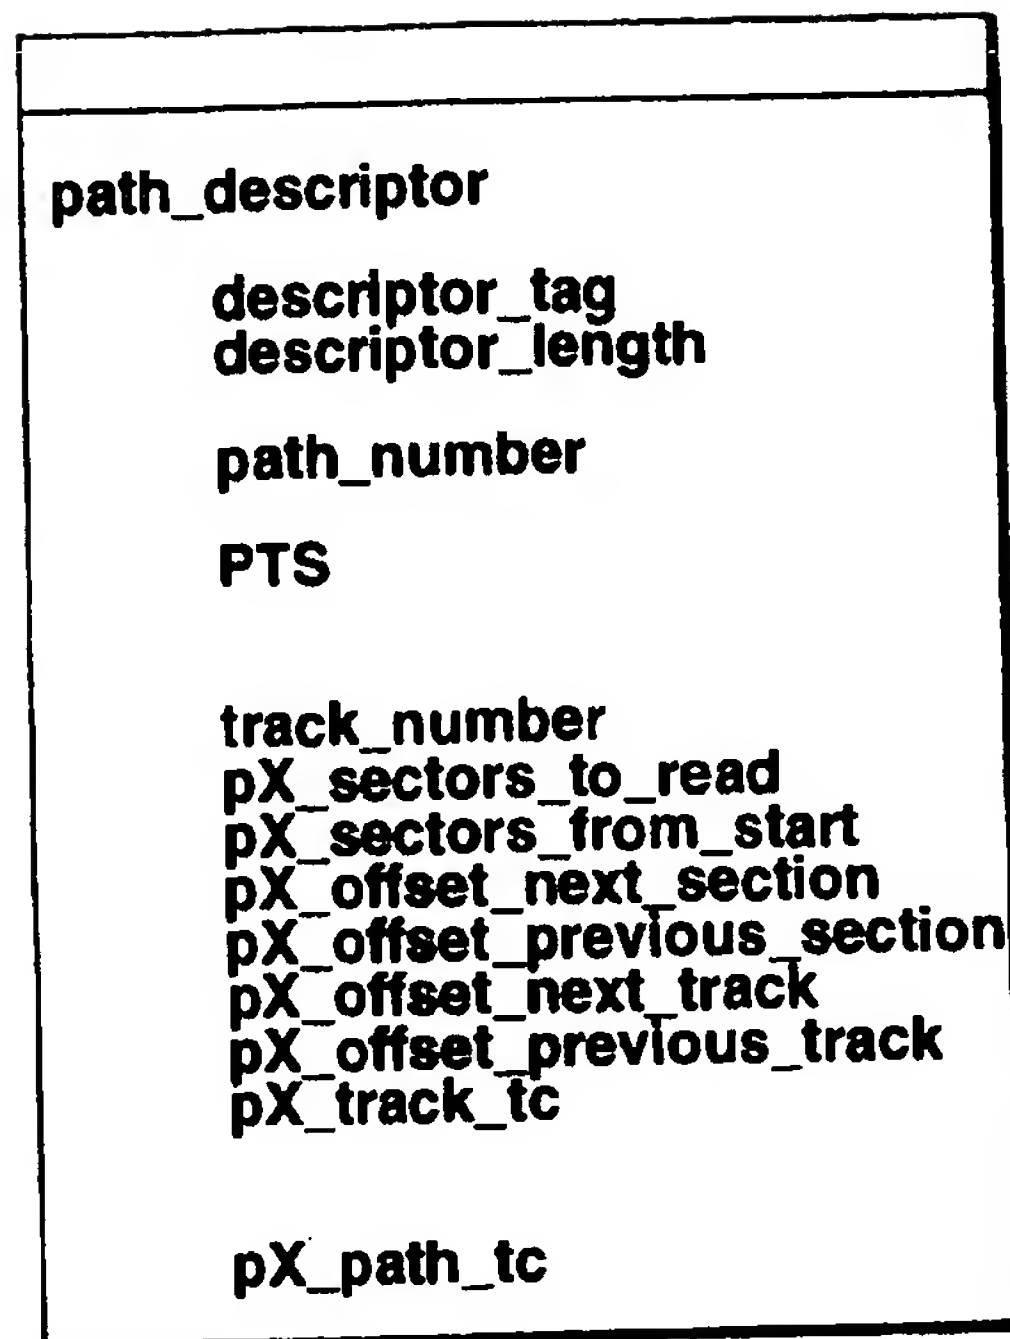 path_descriptor
descriptor_tag
descriptor_length
path_number
PTS
track_number
pX_sectors_to_read
pX_sectors_from_start
pX_offset_next_section
pX_offset_previous_section
pX_offset_next_track
pX_offset_previous_track
pX_track_tc
pX_path_tc